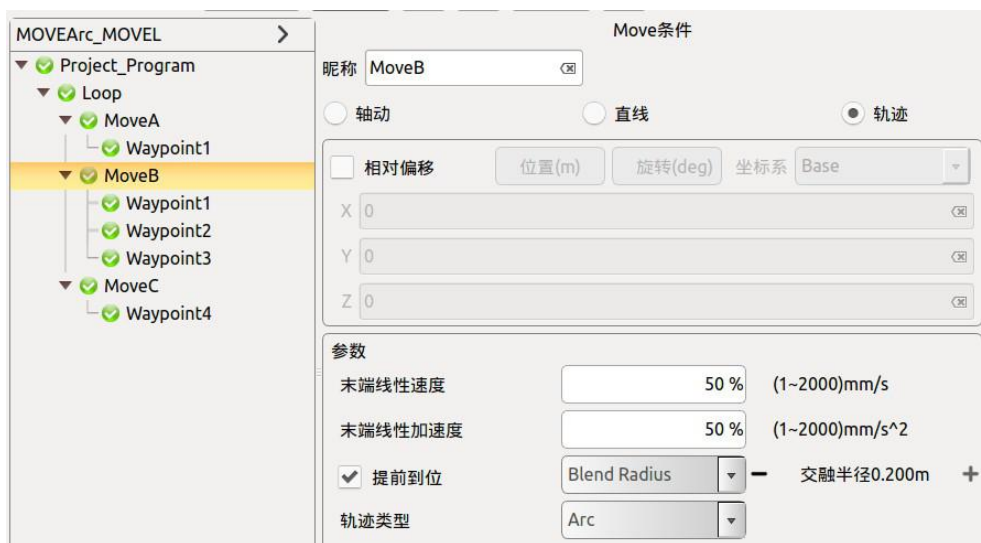 MOVEArc_MOVEL
Project_Program
Loop
MoveA
Waypoint1
MoveB
Waypoint1
Waypoint2
Waypoint3
MoveC
Waypoint4
Move条件
昵称 MoveB
轴动 直线 轨迹
相对偏移 位置(m) 旋转(deg) 坐标系 Base
X 0
Y 0
Z 0
参数
末端线性速度 50 % (1~2000)mm/s
末端线性加速度 50 % (1~2000)mm/s^2
提前到位 Blend Radius 交融半径0.200m
轨迹类型 Arc